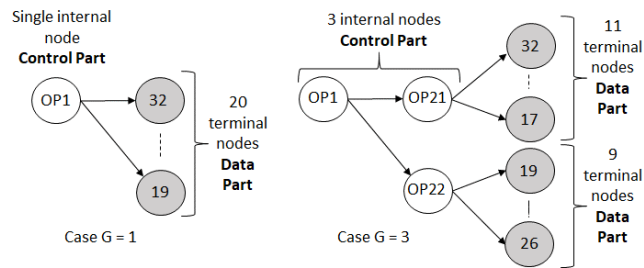 Single internal
node
Control Part
OP1
32
19
20
terminal
nodes
Data
Part
Case G = 1
3 internal nodes
Control Part
OP1
OP21
OP22
32
17
19
26
11
terminal
nodes
Data
Part
9
terminal
nodes
Data
Part
Case G = 3